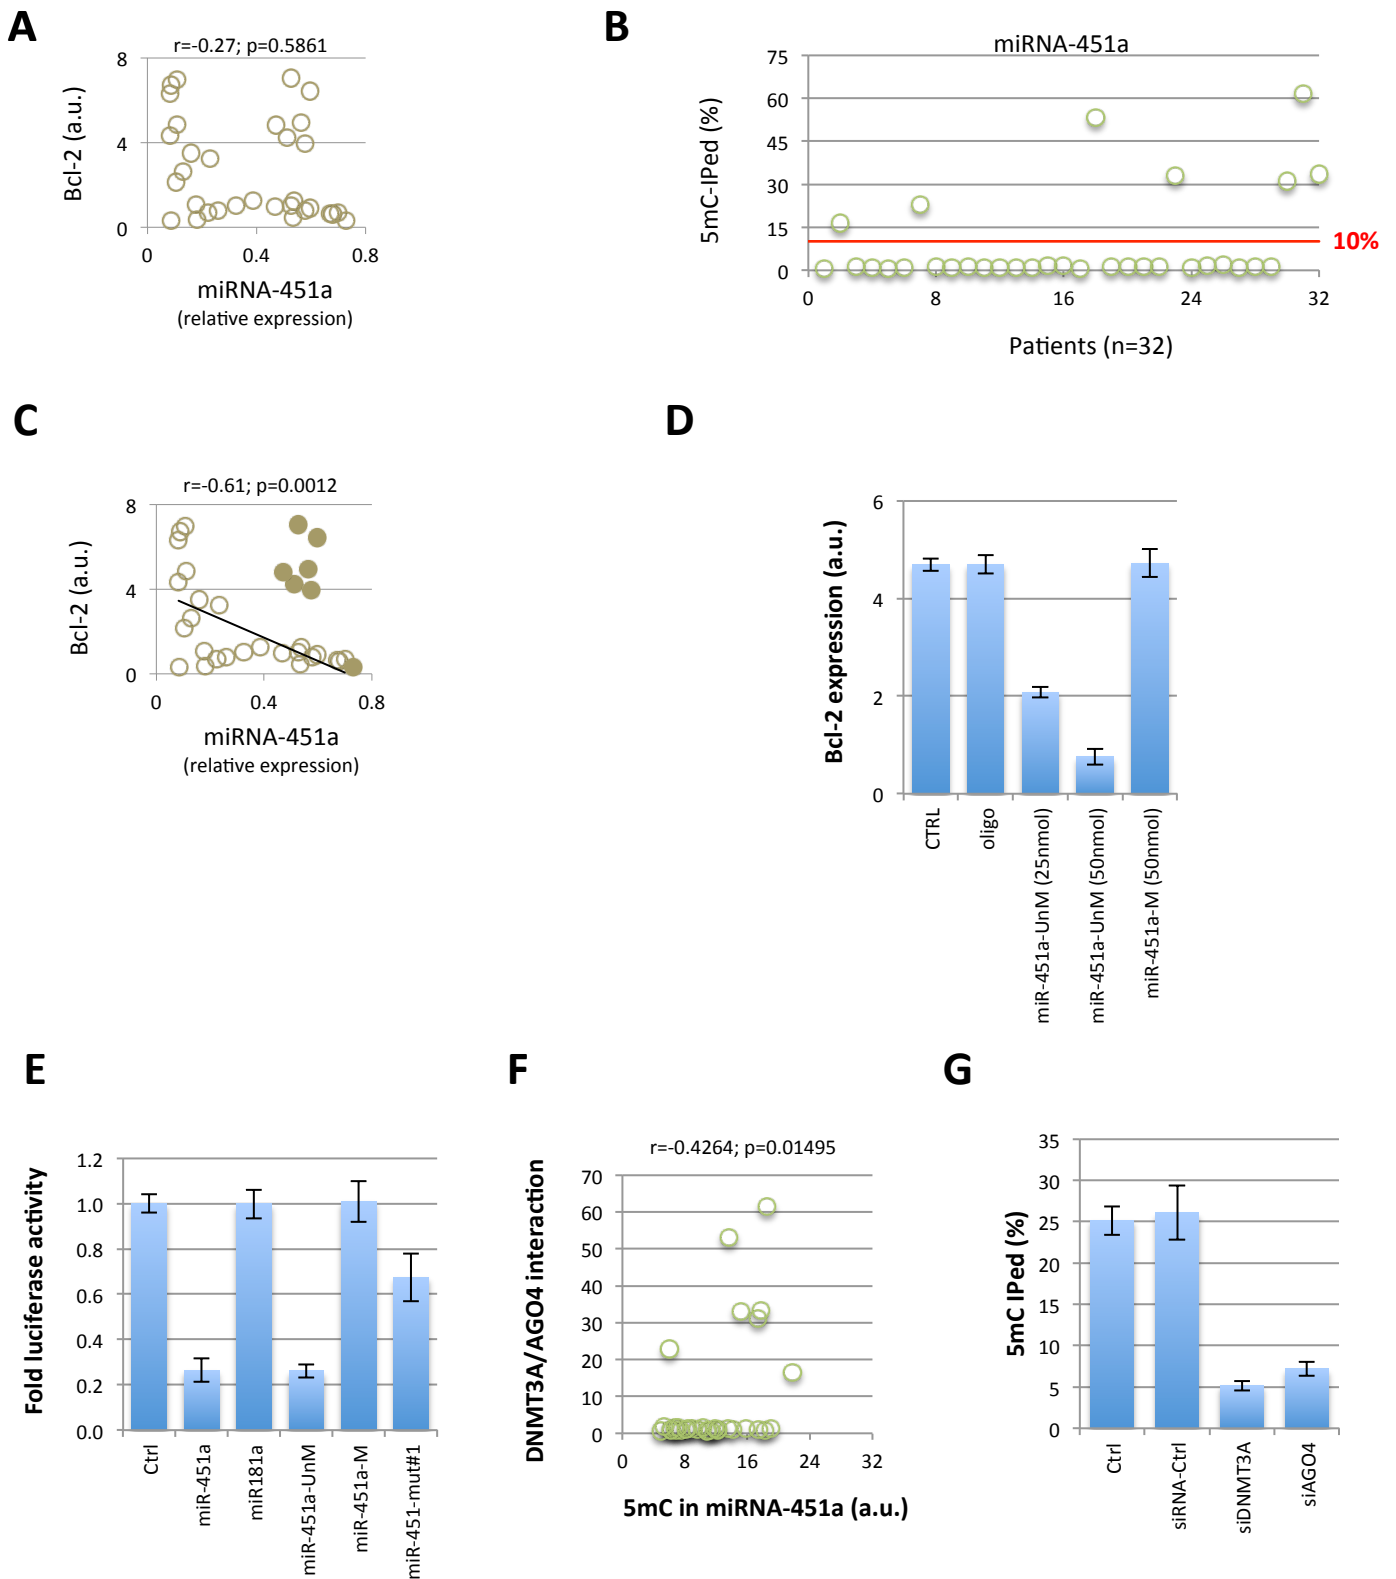 A
r=-0.27; p=0.5861
8
4
0
Bcl-2 (a.u.)
0 0.4 0.8
miRNA-451a
(relative expression)
B
miRNA-451a
75
60
45
30
15
0
5mC-IPed (%)
10%
0 8 16 24 32
Patients (n=32)
C
r=-0.61; p=0.0012
8
4
0
Bcl-2 (a.u.)
0 0.4 0.8
miRNA-451a
(relative expression)
D
6
4
2
0
Bcl-2 expression (a.u.)
CTRL
oligo
miR-451a-UnM (25nmol)
miR-451a-UnM (50nmol)
miR-451a-M (50nmol)
E
1.2
1.0
0.8
0.6
0.4
0.2
0.0
Fold luciferase activity
Ctrl
miR-451a
miR181a
miR-451a-UnM
miR-451a-M
miR-451-mut#1
F
r=-0.4264; p=0.01495
70
60
50
40
30
20
10
0
DNMT3A/AGO4 interaction
0 8 16 24 32
5mC in miRNA-451a (a.u.)
G
35
30
25
20
15
10
5
0
5mC IPed (%)
Ctrl
siRNA-Ctrl
siDNMT3A
siAGO4